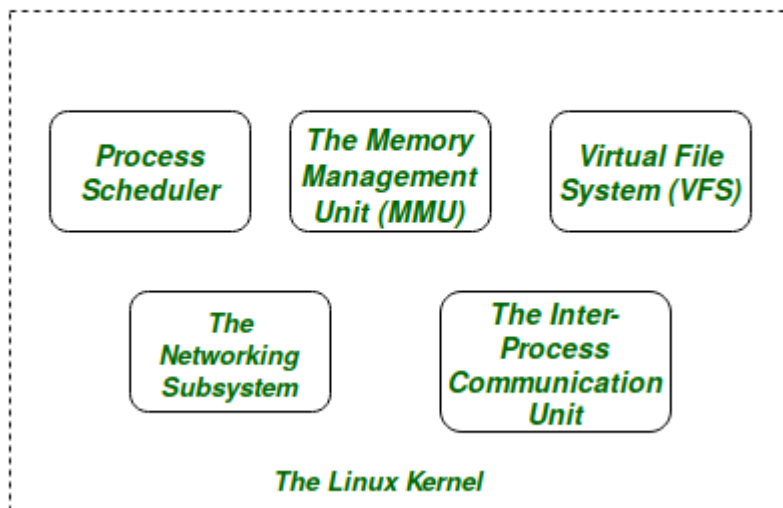 Process
Scheduler
The Memory
Management
Unit (MMU)
Virtual File
System (VFS)
The
Networking
Subsystem
The Inter-
Process
Communication
Unit
The Linux Kernel